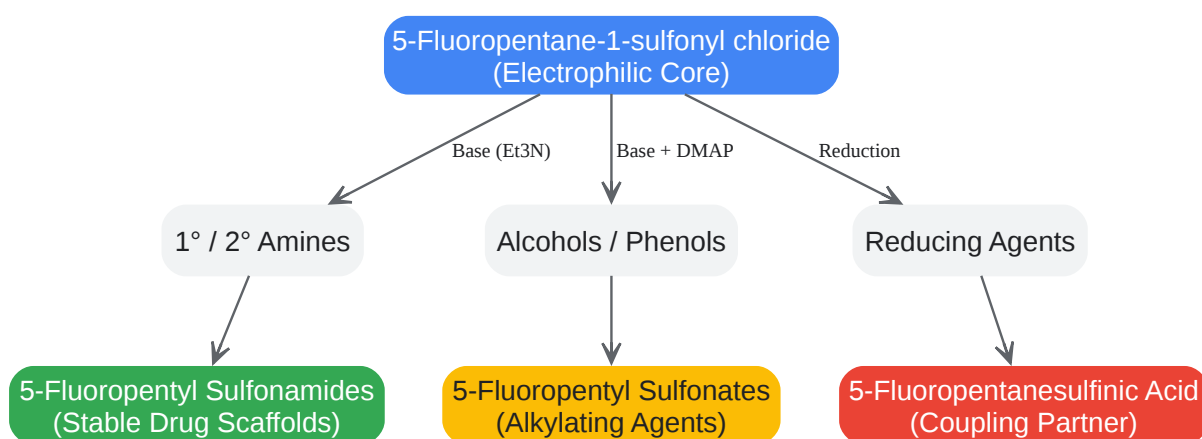 5-Fluoropentane-1-sulfonyl chloride
(Electrophilic Core)
Base (Et3N)
Base + DMAP
Reduction
1° / 2° Amines
Alcohols / Phenols
Reducing Agents
5-Fluoropentyl Sulfonamides
(Stable Drug Scaffolds)
5-Fluoropentyl Sulfonates
(Alkylating Agents)
5-Fluoropentanesulfinic Acid
(Coupling Partner)